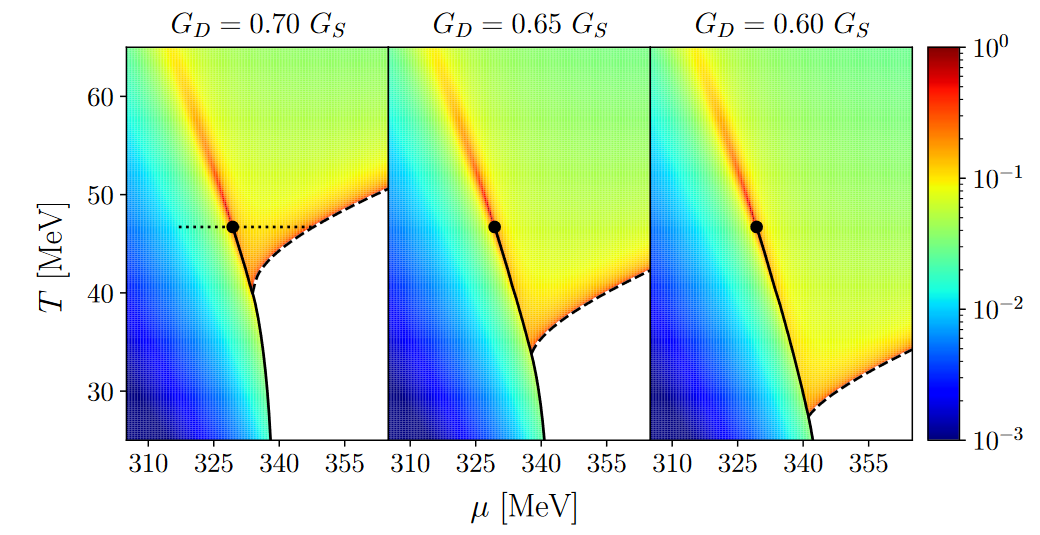 G_D = 0.70 G_S G_D = 0.65 G_S G_D = 0.60 G_S
10^0
60
50
10^{-1}
T [MeV]
40
10^{-2}
30
10^{-3}
310 325 340 355 310 325 340 355 310 325 340 355
μ [MeV]